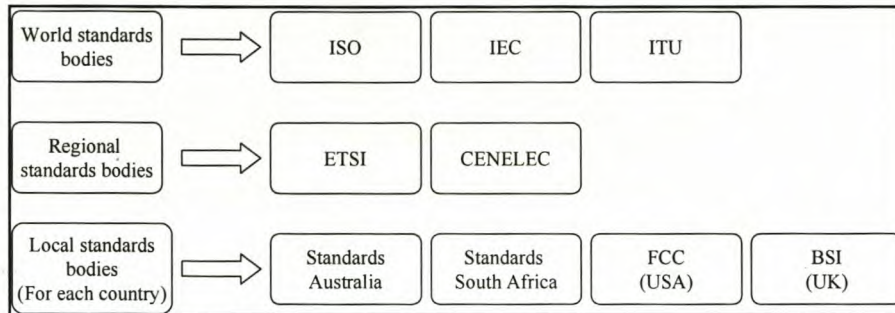 World standards
bodies
ISO
IEC
ITU
Regional
standards bodies
ETSI
CENELEC
Local standards
bodies
(For each country)
Standards
Australia
Standards
South Africa
FCC
(USA)
BSI
(UK)